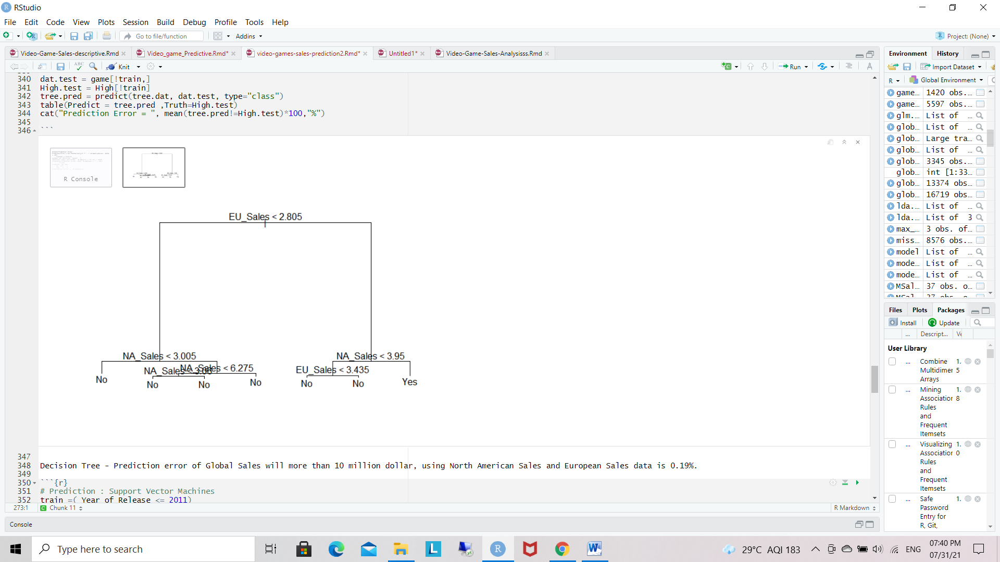 RStudio
File Edit Code View Plots Session Build Debug Profile Tools Help
Go to file/function Addins Project: (None)
Video-Game-Sales-descriptive.Rmd Video_game_Predictive.Rmd* video-games-sales-prediction2.Rmd* Untitled1* Video-Game-Sales-Analysisss.Rmd
ABC Knit Run
340 dat.test = game[!train,]
341 High.test = High[!train]
342 tree.pred = predict(tree.dat, dat.test, type="class")
343 table(Predict = tree.pred ,Truth=High.test)
344 cat("Prediction Error = ", mean(tree.pred!=High.test)*100,"%")
345
346 ```
R Console
EU_Sales < 2.805
NA_Sales < 3.005 NA_Sales < 3.95
NA_Sales < 6.275
NA_Sales < 3.06 EU_Sales < 3.435
No No No No No No Yes
347
348 Decision Tree - Prediction error of Global Sales will more than 10 million dollar, using North American Sales and European Sales data is 0.19%.
349
350 ```{r}
351 # Prediction : Support Vector Machines
352 train =( Year of Release <= 2011)
273:1 Chunk 11 R Markdown
Console
Environment History
Import Dataset
R Global Environment
game... 1420 obs....
game... 5597 obs....
glm.... List of ...
glob... List of ...
glob... Large tra...
glob... List of ...
glob... 3345 obs...
glob... int [1:33...
glob... 13374 obs...
glob... 16719 obs...
lda.... List of ...
lda.... List of 3
max_... 3 obs. of...
miss... 8576 obs....
model List of ...
mode... List of ...
mode... List of ...
MSal... 37 obs. o...
Files Plots Packages
Install Update
... Descript... Ve
User Library
... Combine 1.
Multidimer 5
Arrays
... Mining 1.
Association 8
Rules
and
Frequent
Itemsets
... Visualizing 1.
Association 0
Rules
and
Frequent
Itemsets
... Safe 1.
Password
Entry for
R, Git,
Type here to search
29°C AQI 183 ENG
07:40 PM
07/31/21